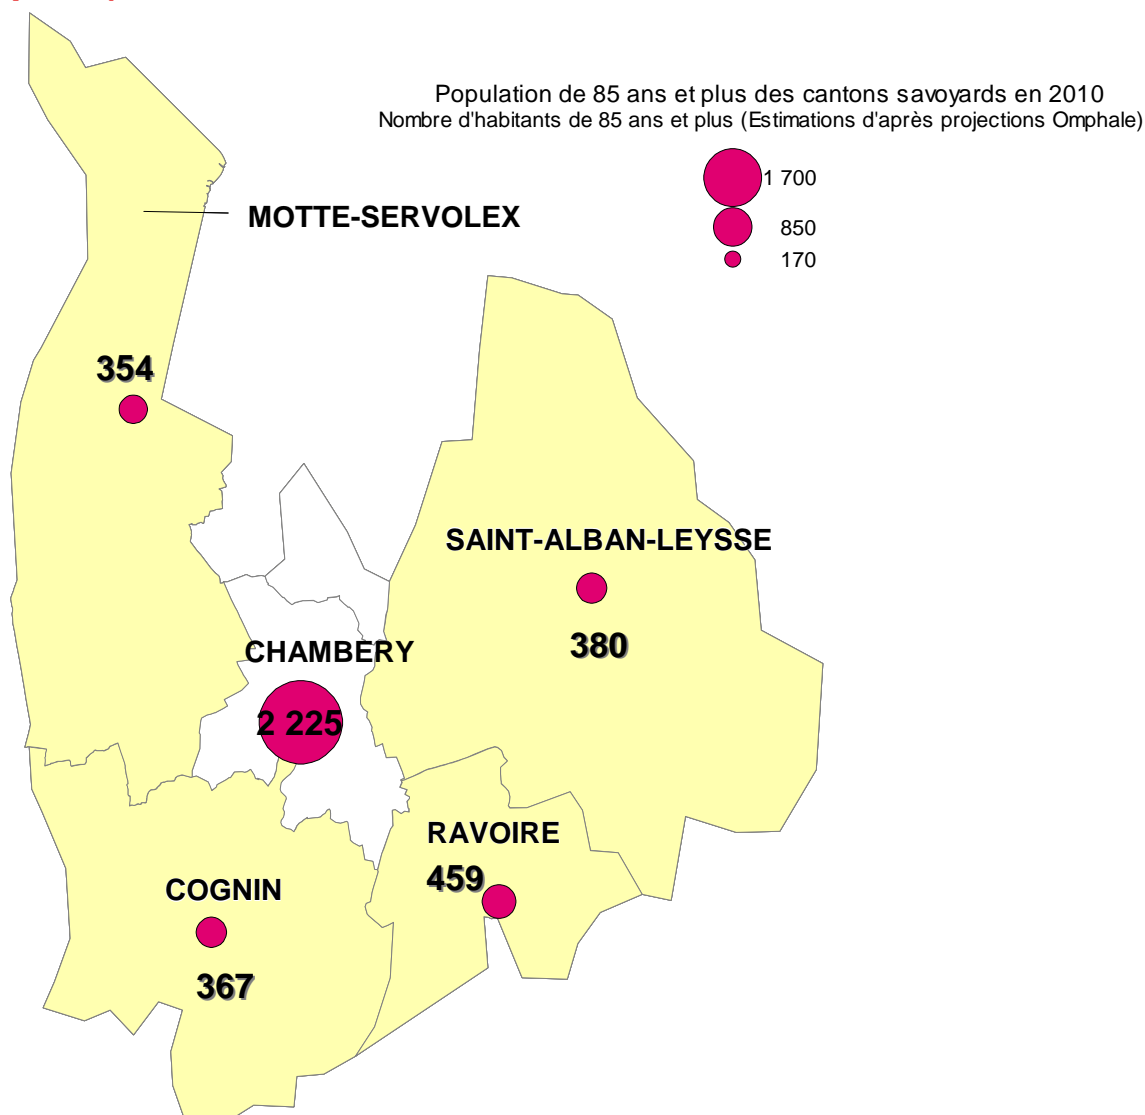 Population de 85 ans et plus des cantons savoyards en 2010
Nombre d'habitants de 85 ans et plus (Estimations d'après projections Omphale)
1 700
850
170
MOTTE-SERVOLEX
354
SAINT-ALBAN-LEYSSE
380
CHAMBERY
2 225
RAVOIRE
459
COGNIN
367